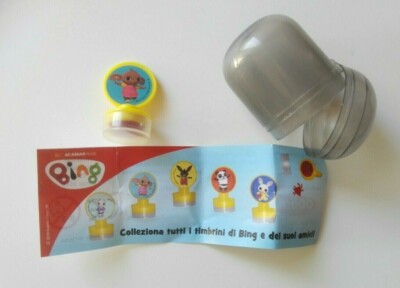 Bing
Colleziona tutti i timbrini di Bing e dei suoi amici!